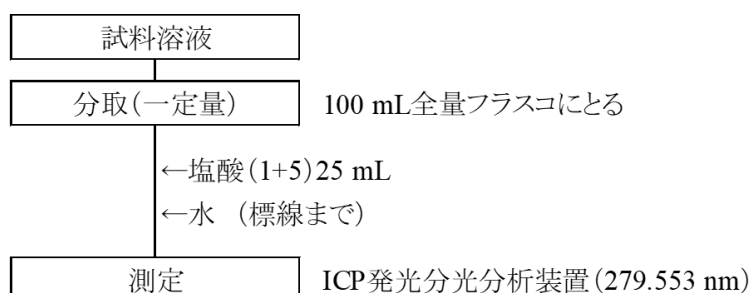 試料溶液
分取(一定量) 100 mL全量フラスコにとる
←塩酸(1+5)25 mL
←水 (標線まで)
測定 ICP発光分光分析装置(279.553 nm)